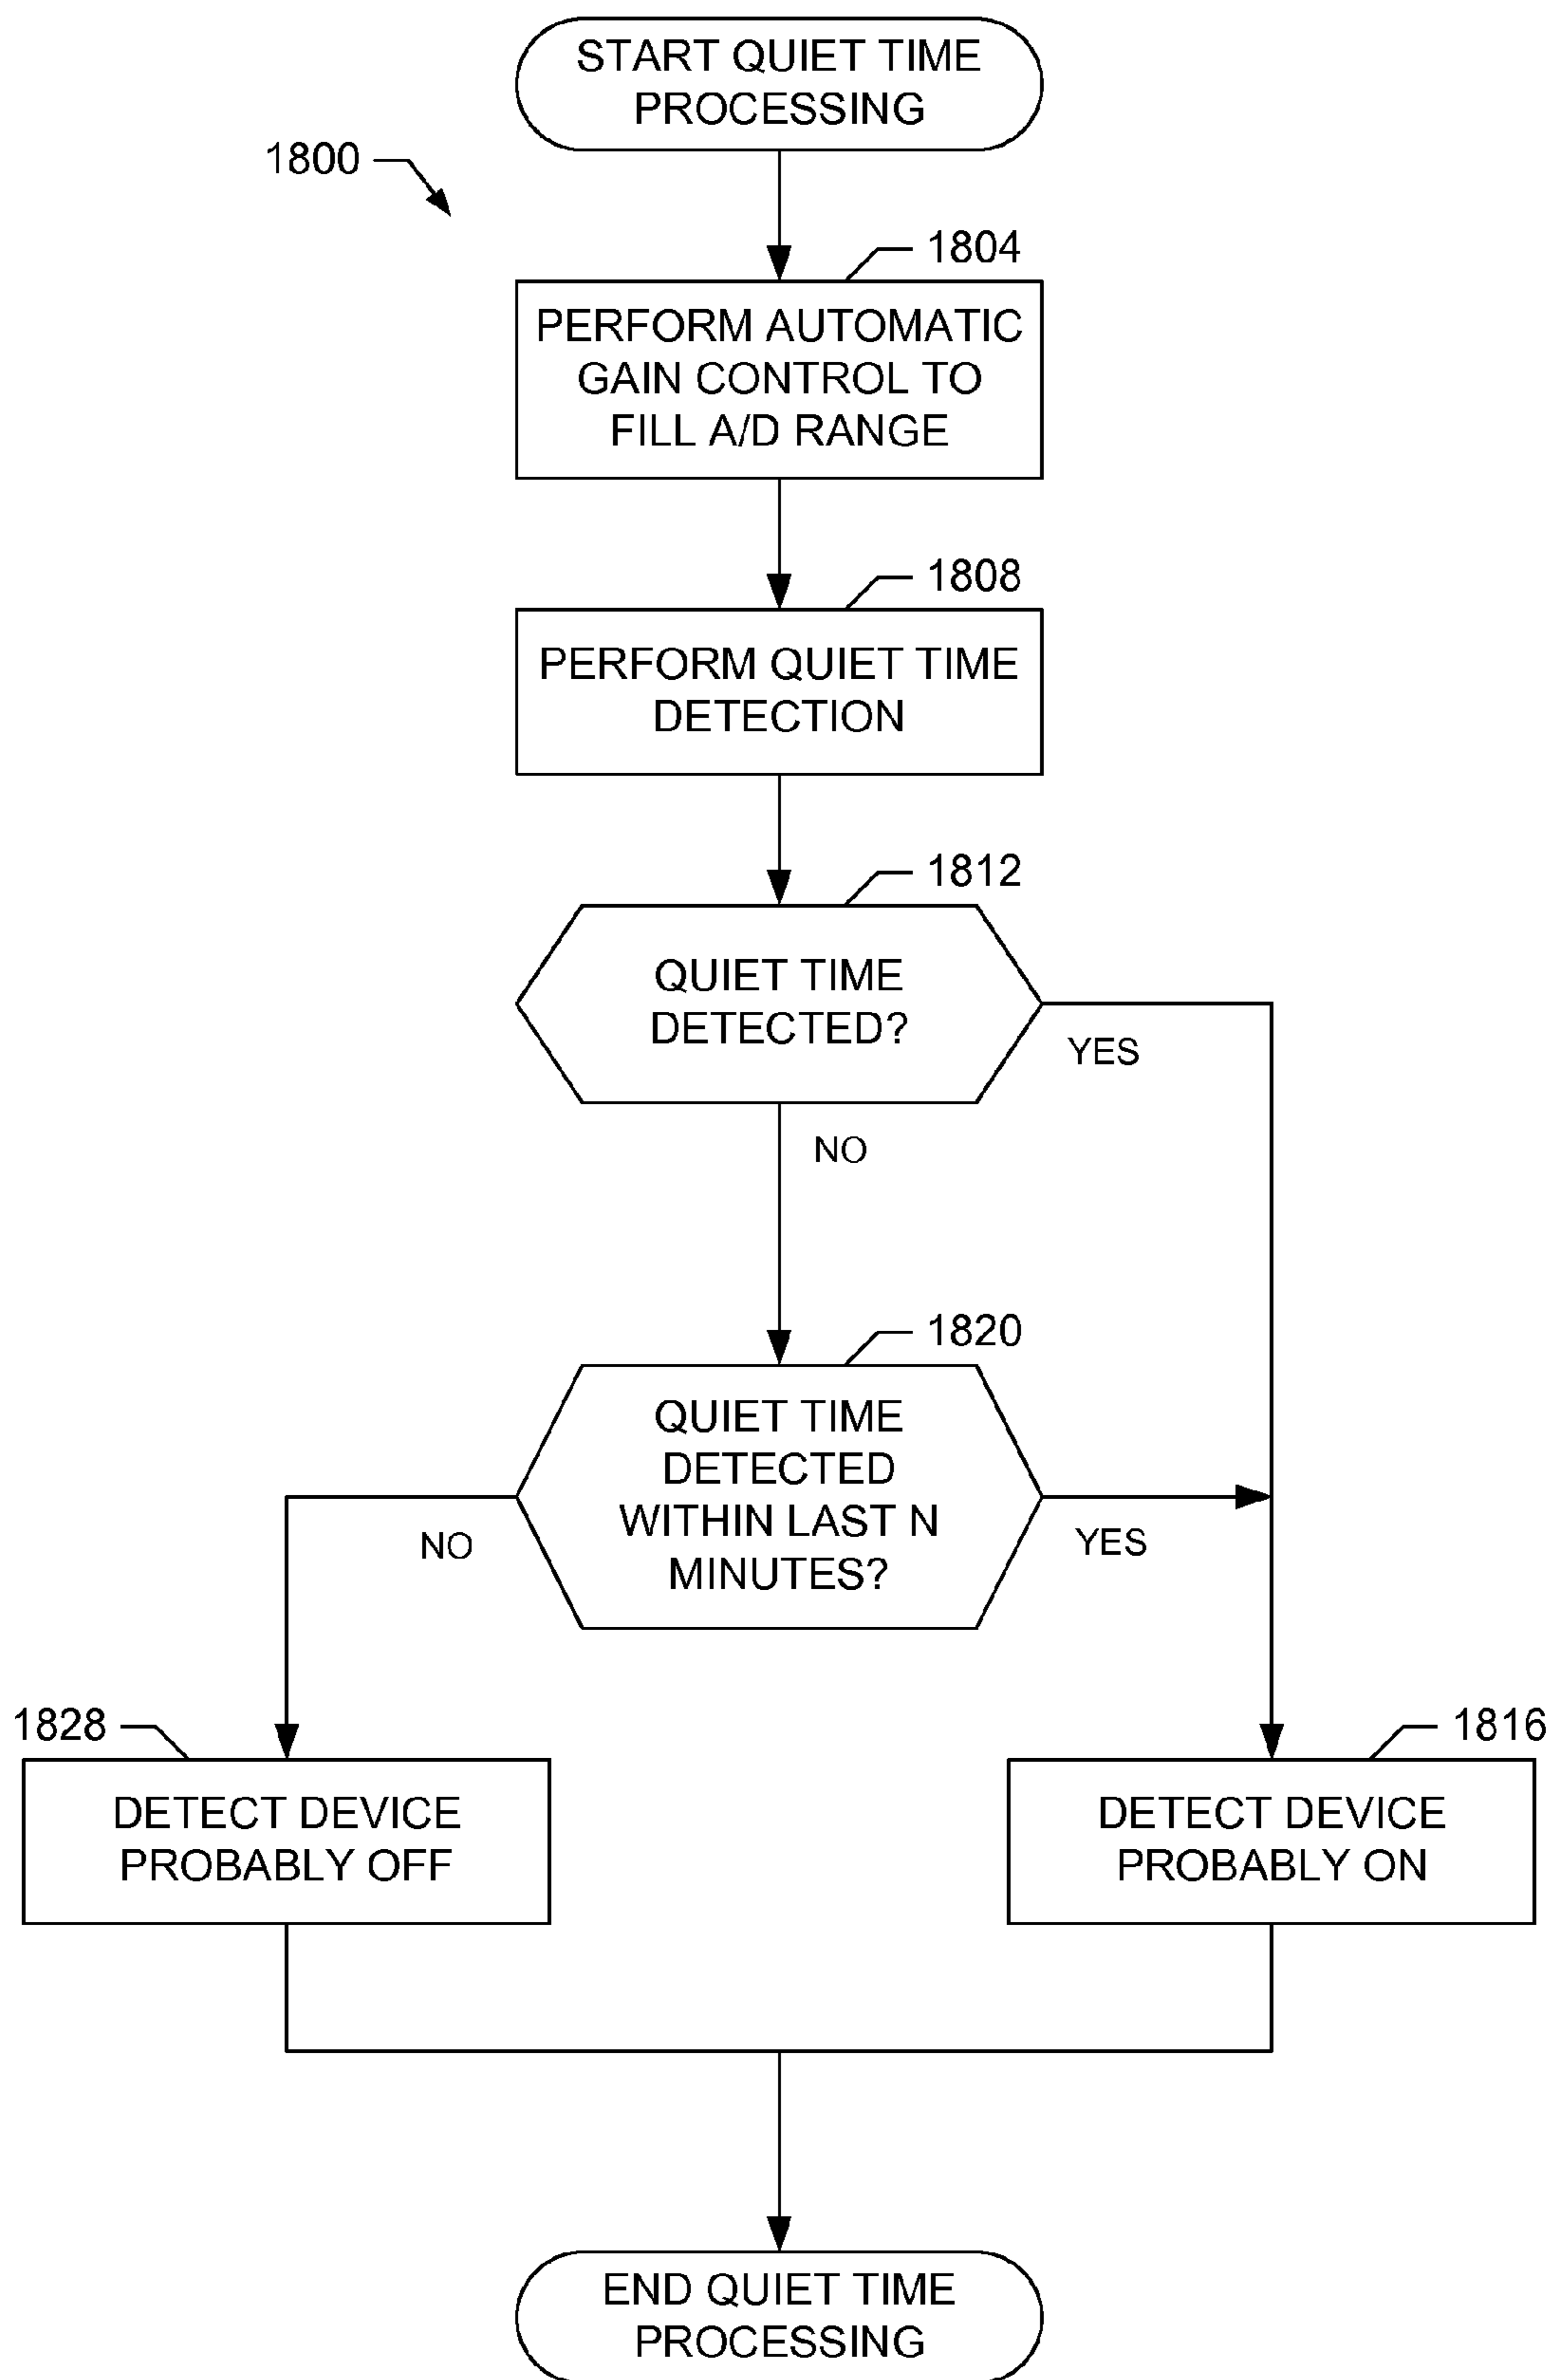 START QUIET TIME
PROCESSING
1800
1804
PERFORM AUTOMATIC
GAIN CONTROL TO
FILL A/D RANGE
1808
PERFORM QUIET TIME
DETECTION
1812
QUIET TIME
DETECTED?
YES
NO
1820
QUIET TIME
DETECTED
WITHIN LAST N
MINUTES?
NO
YES
1828
1816
DETECT DEVICE
PROBABLY OFF
DETECT DEVICE
PROBABLY ON
END QUIET TIME
PROCESSING